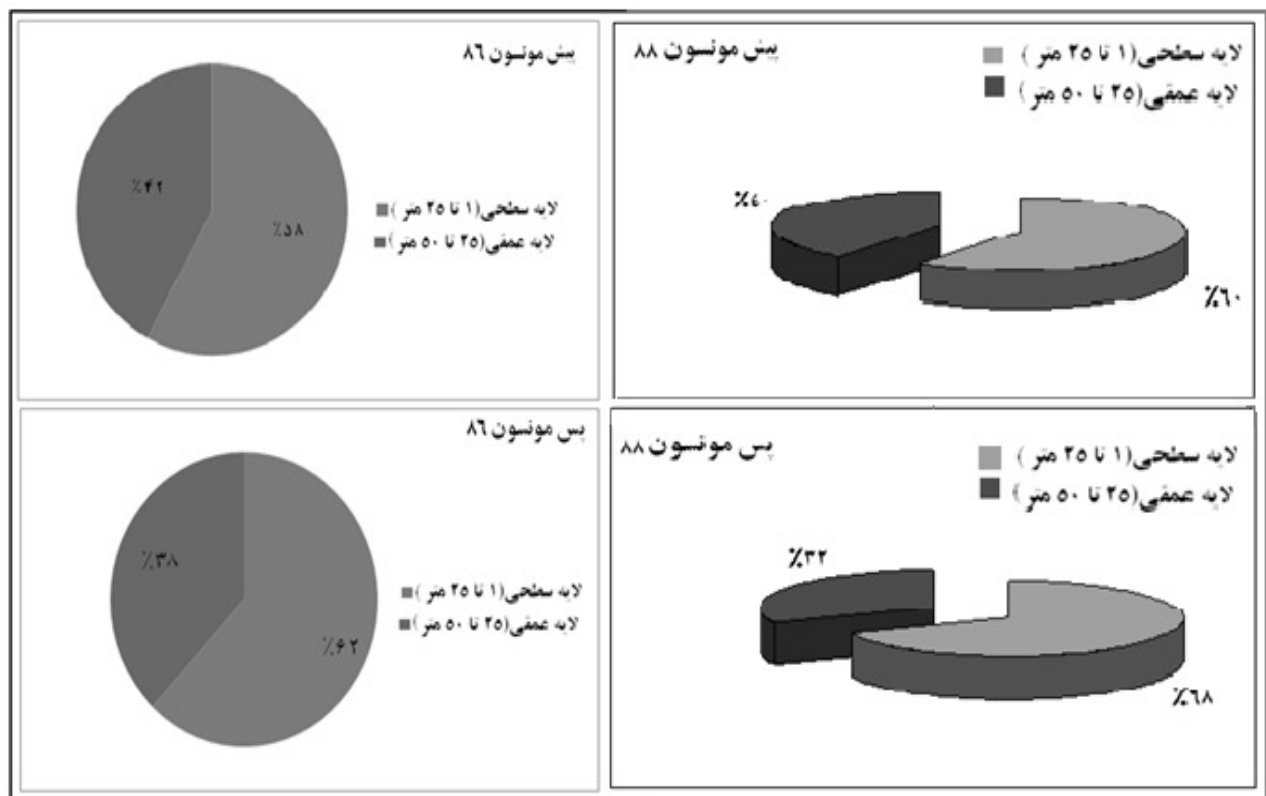 پیش مونسون ۸۶
٪۴۲
٪۵۸
لایه سطحی(۱ تا ۲۵ متر )
لایه عمقی(۲۵ تا ۵۰ متر)
پیش مونسون ۸۸
لایه سطحی(۱ تا ۲۵ متر )
لایه عمقی(۲۵ تا ۵۰ متر)
٪٤٠
٪٦٠
پس مونسون ۸۶
٪۳۸
٪۶۲
لایه سطحی(۱ تا ۲۵ متر )
لایه عمقی(۲۵ تا ۵۰ متر)
پس مونسون ۸۸
لایه سطحی(۱ تا ۲۵ متر )
لایه عمقی(۲۵ تا ۵۰ متر)
٪۳۲
٪٦٨